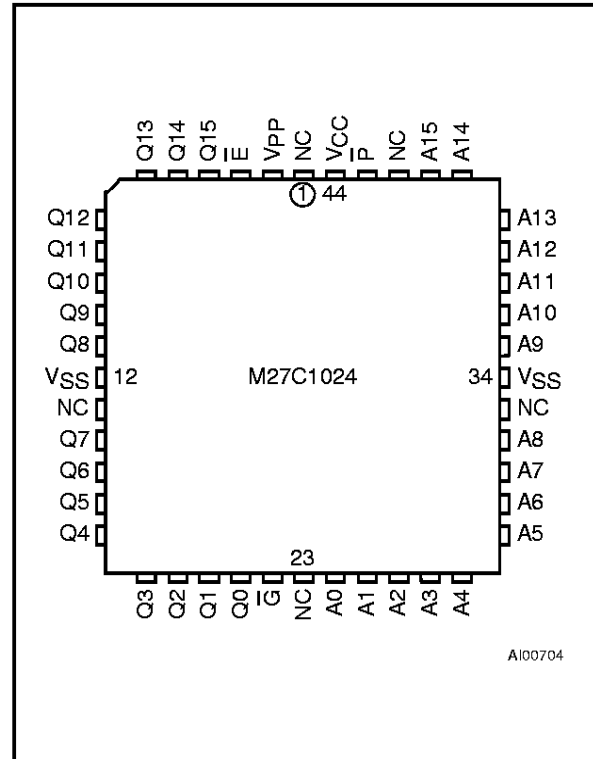 Q13 Q14 Q15 E̅ VPP NC VCC P̅ NC A15 A14
1 44
Q12 A13
Q11 A12
Q10 A11
Q9 A10
Q8 A9
VSS 12 M27C1024 34 VSS
NC NC
Q7 A8
Q6 A7
Q5 A6
Q4 A5
23
Q3 Q2 Q1 Q0 G̅ NC A0 A1 A2 A3 A4
AI00704